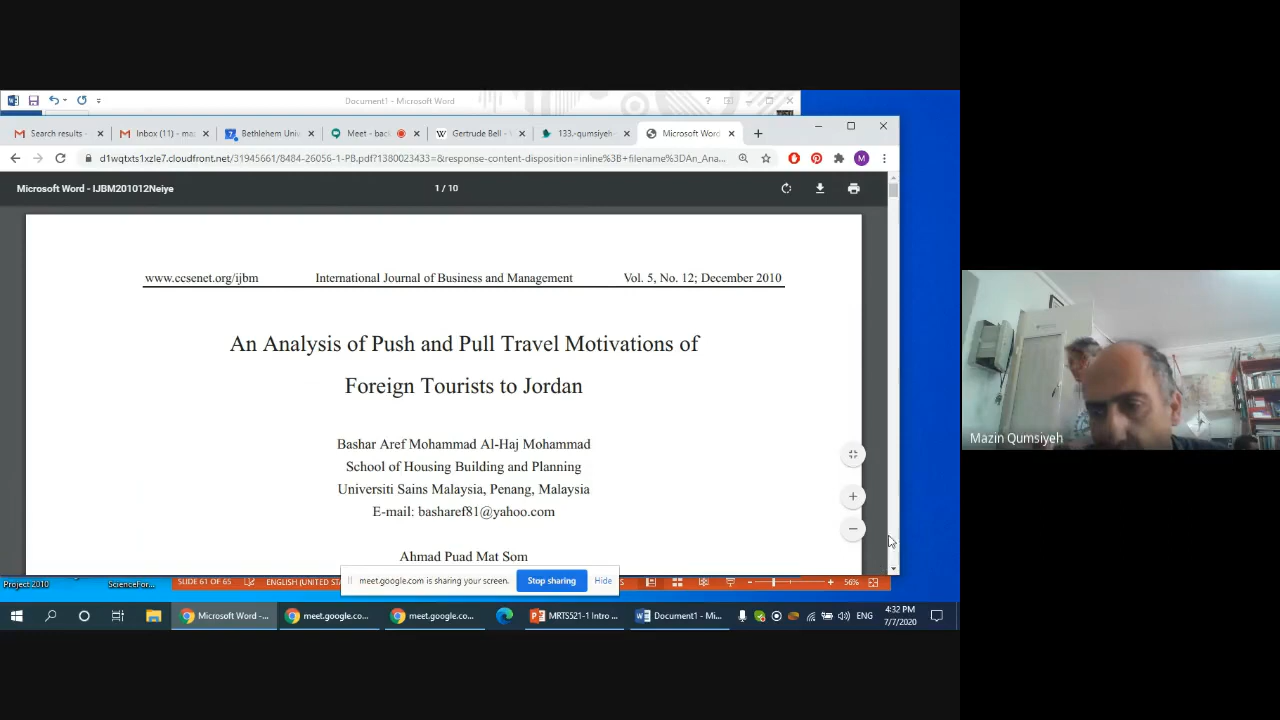 Document1 - Microsoft Word
Search results -
Inbox (11) - ma
Bethlehem Univ
Meet - bac
Gertrude Bell -
133.-qumsiyeh-
Microsoft Word
d1wqtxts1xzle7.cloudfront.net/31945661/8484-26056-1-PB.pdf?1380023433=&response-content-disposition=inline%3B+filename%3DAn_Ana...
Microsoft Word - IJBM201012Neiye
1 / 10
www.ccsenet.org/ijbm International Journal of Business and Management Vol. 5, No. 12; December 2010
An Analysis of Push and Pull Travel Motivations of
Foreign Tourists to Jordan
Bashar Aref Mohammad Al-Haj Mohammad
School of Housing Building and Planning
Universiti Sains Malaysia, Penang, Malaysia
E-mail: basharef81@yahoo.com
Ahmad Puad Mat Som
meet.google.com is sharing your screen. Stop sharing Hide
Project 2010 ScienceFor...
SLIDE 61 OF 65 ENGLISH (UNITED STA 56%
Microsoft Word -...
meet.google.co...
meet.google.co...
MRTS521-1 Intro ...
Document1 - Mi...
ENG
4:32 PM
7/7/2020
Mazin Qumsiyeh